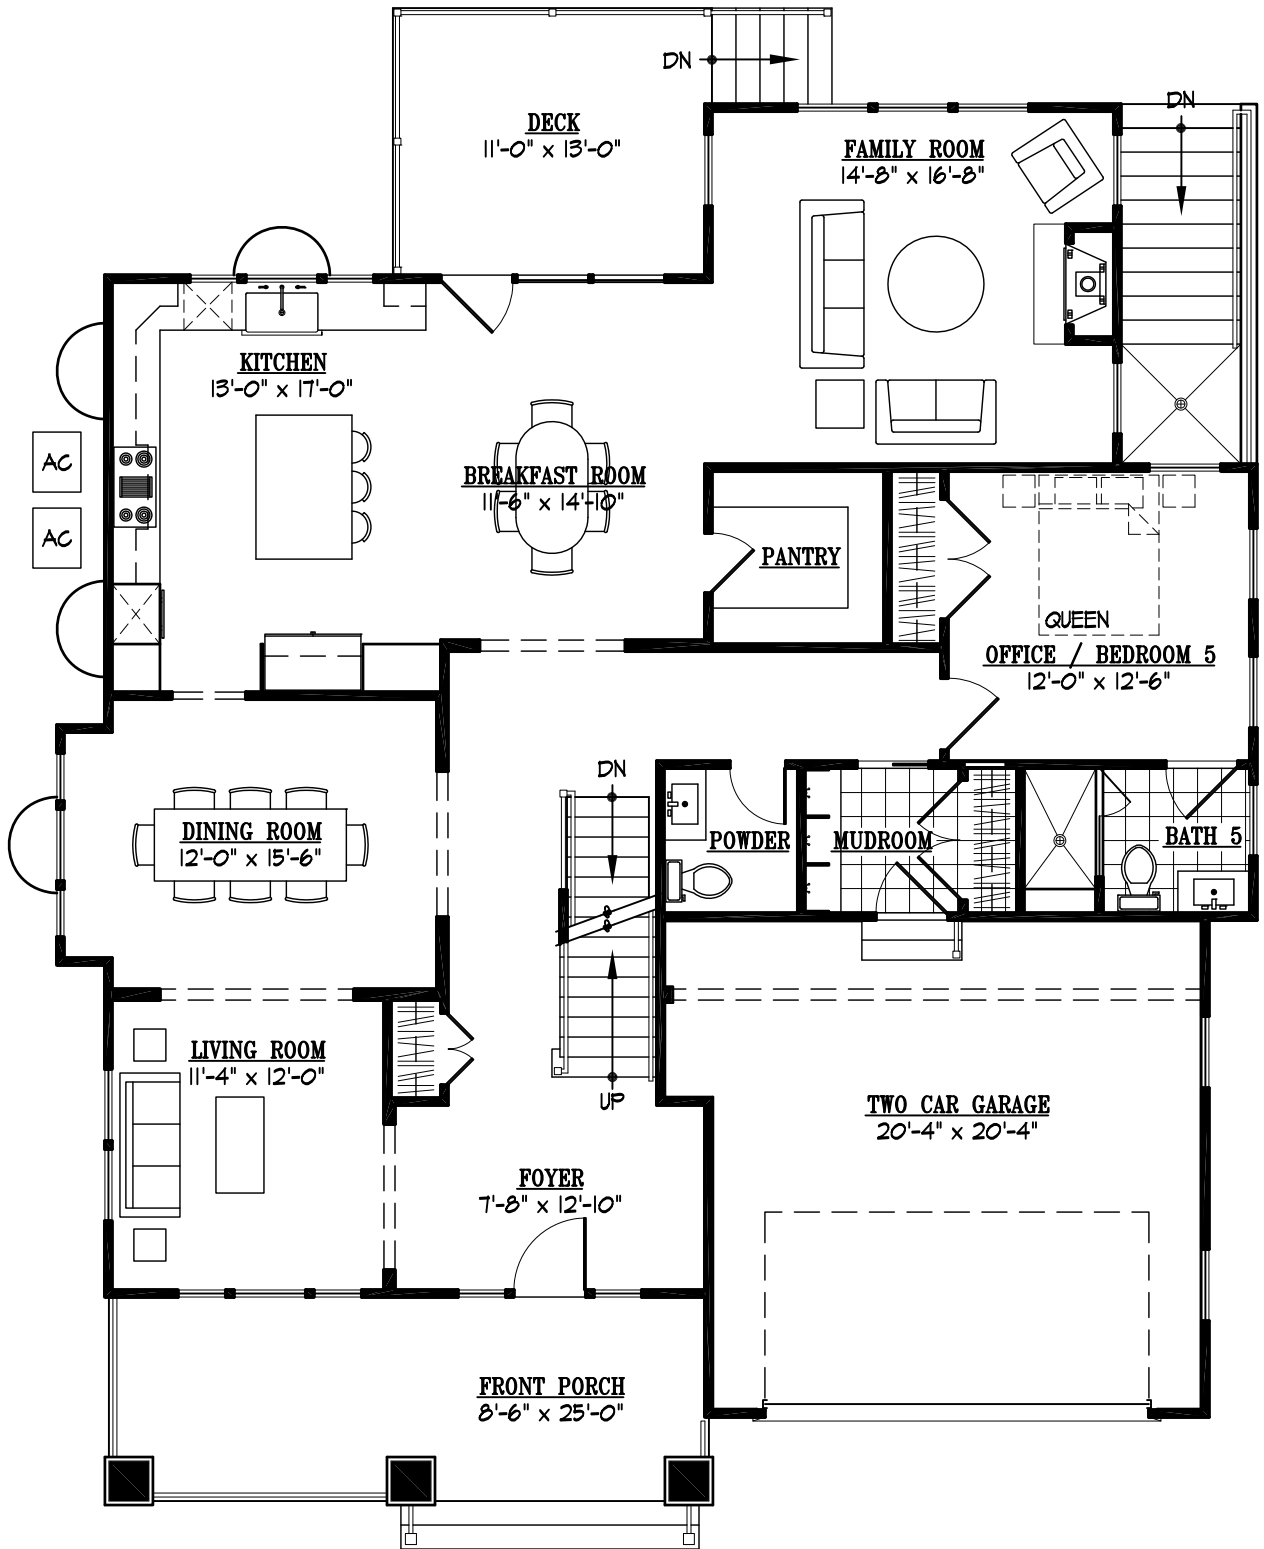 DN
DN
DECK
11'-0" x 13'-0"
FAMILY ROOM
14'-8" x 16'-8"
KITCHEN
13'-0" x 17'-0"
AC
BREAKFAST ROOM
11'-6" x 14'-10"
AC
PANTRY
QUEEN
OFFICE / BEDROOM 5
12'-0" x 12'-6"
DN
DINING ROOM
12'-0" x 15'-6"
POWDER
MUDROOM
BATH 5
LIVING ROOM
11'-4" x 12'-0"
UP
TWO CAR GARAGE
20'-4" x 20'-4"
FOYER
7'-8" x 12'-10"
FRONT PORCH
8'-6" x 25'-0"